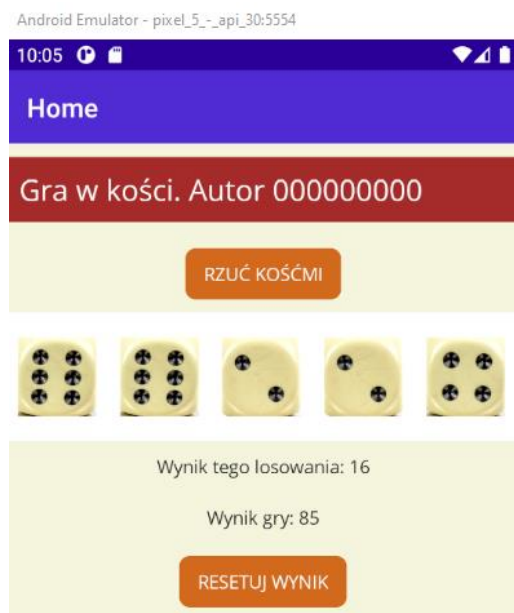 Android Emulator - pixel_5_-_api_30:5554
10:05
Home
Gra w kości. Autor 000000000
RZUĆ KOŚĆMI
Wynik tego losowania: 16
Wynik gry: 85
RESETUJ WYNIK